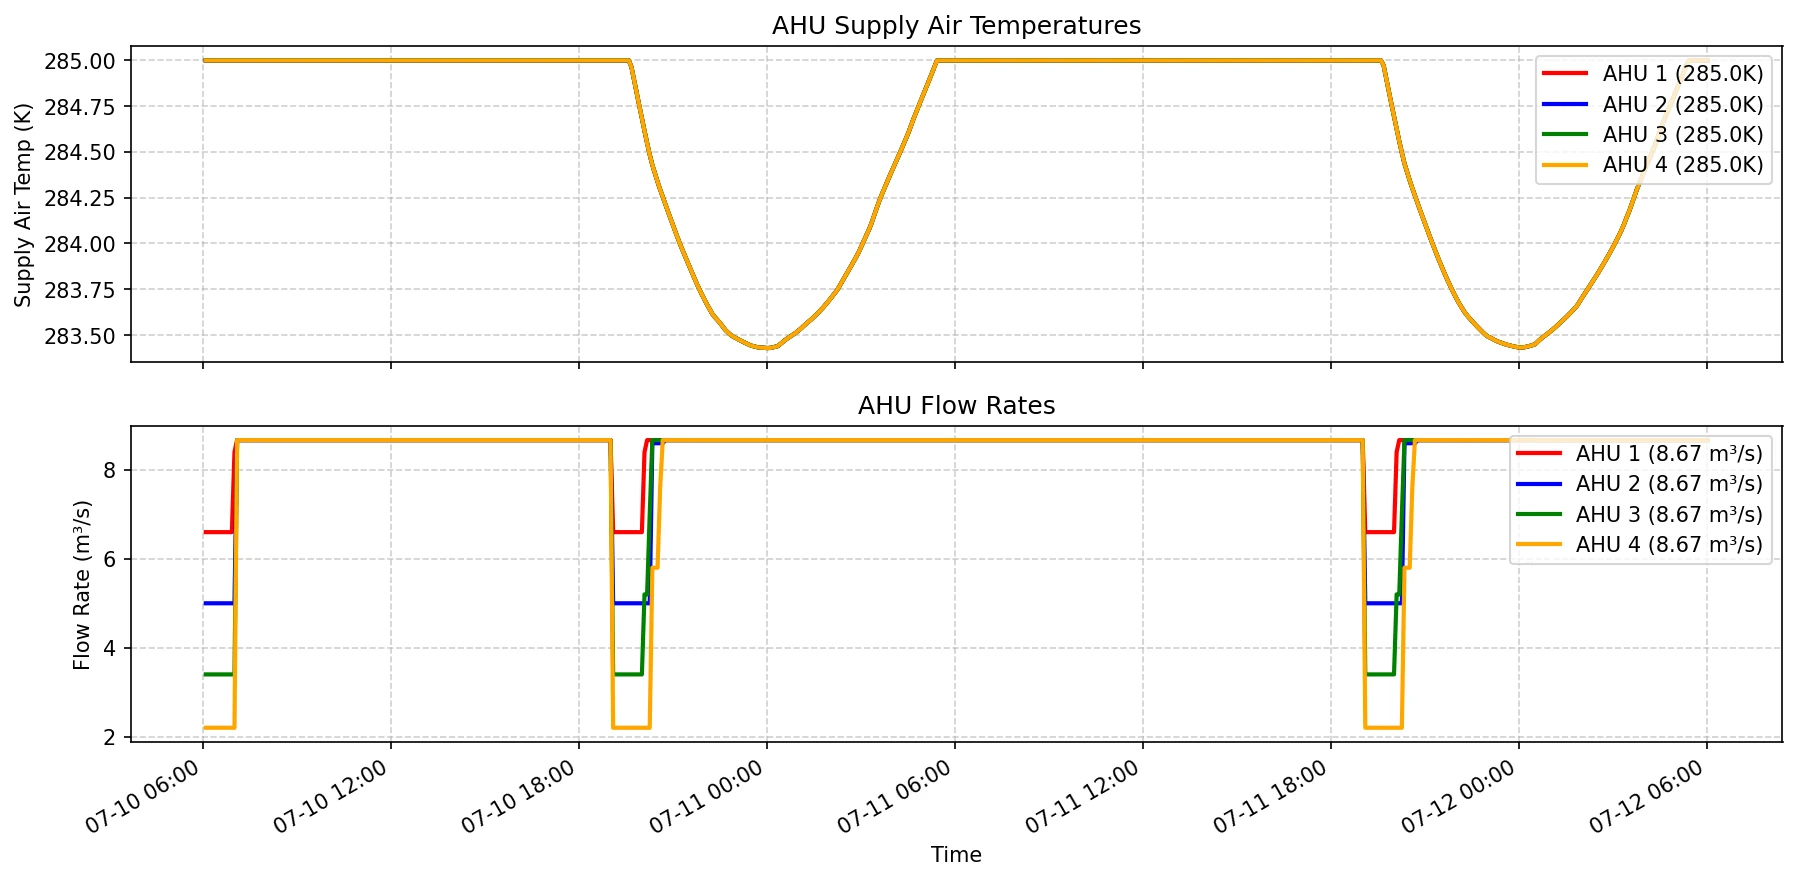 AHU Supply Air Temperatures
Supply Air Temp (K)
285.00
284.75
284.50
284.25
284.00
283.75
283.50
AHU 1 (285.0K)
AHU 2 (285.0K)
AHU 3 (285.0K)
AHU 4 (285.0K)
AHU Flow Rates
Flow Rate (m³/s)
8
6
4
2
AHU 1 (8.67 m³/s)
AHU 2 (8.67 m³/s)
AHU 3 (8.67 m³/s)
AHU 4 (8.67 m³/s)
07-10 06:00
07-10 12:00
07-10 18:00
07-11 00:00
07-11 06:00
07-11 12:00
07-11 18:00
07-12 00:00
07-12 06:00
Time